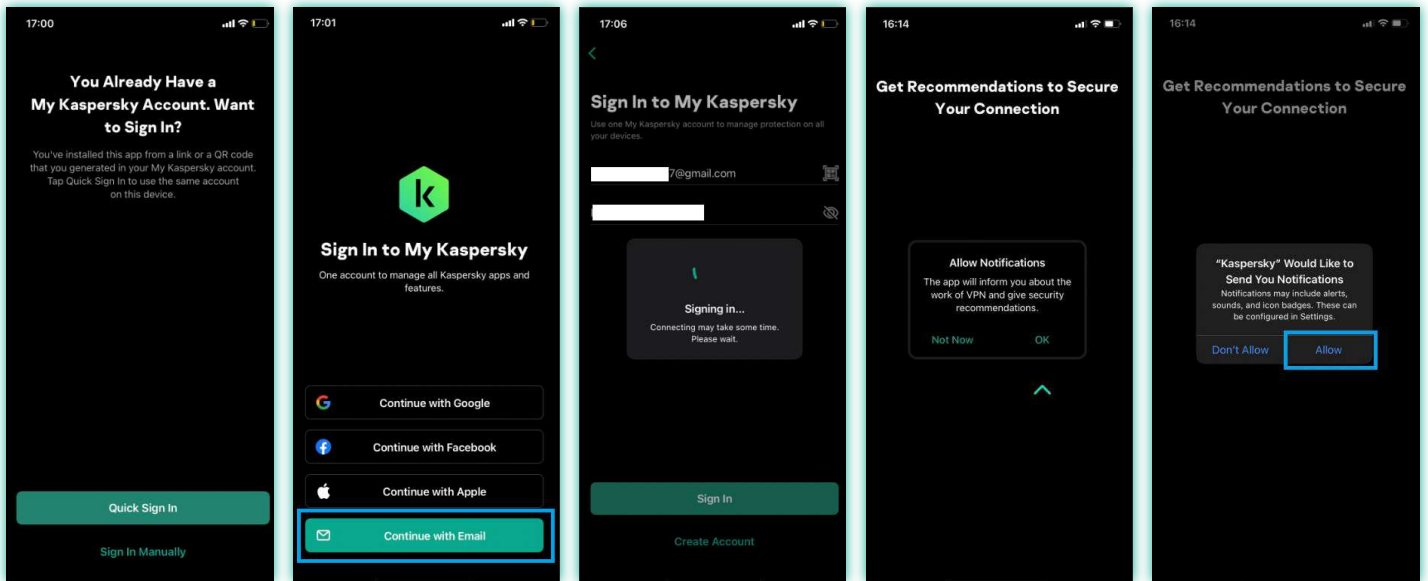 17:00
You Already Have a
My Kaspersky Account. Want
to Sign In?
You've installed this app from a link or a QR code
that you generated in your My Kaspersky account.
Tap Quick Sign In to use the same account
on this device.
Quick Sign In
Sign In Manually
17:01
Sign In to My Kaspersky
One account to manage all Kaspersky apps and
features.
Continue with Google
Continue with Facebook
Continue with Apple
Continue with Email
17:06
Sign In to My Kaspersky
Use one My Kaspersky account to manage protection on all
your devices.
7@gmail.com
Signing in...
Connecting may take some time.
Please wait.
Sign In
Create Account
16:14
Get Recommendations to Secure
Your Connection
Allow Notifications
The app will inform you about the
work of VPN and give security
recommendations.
Not Now OK
16:14
Get Recommendations to Secure
Your Connection
"Kaspersky" Would Like to
Send You Notifications
Notifications may include alerts,
sounds, and icon badges. These can
be configured in Settings.
Don't Allow Allow